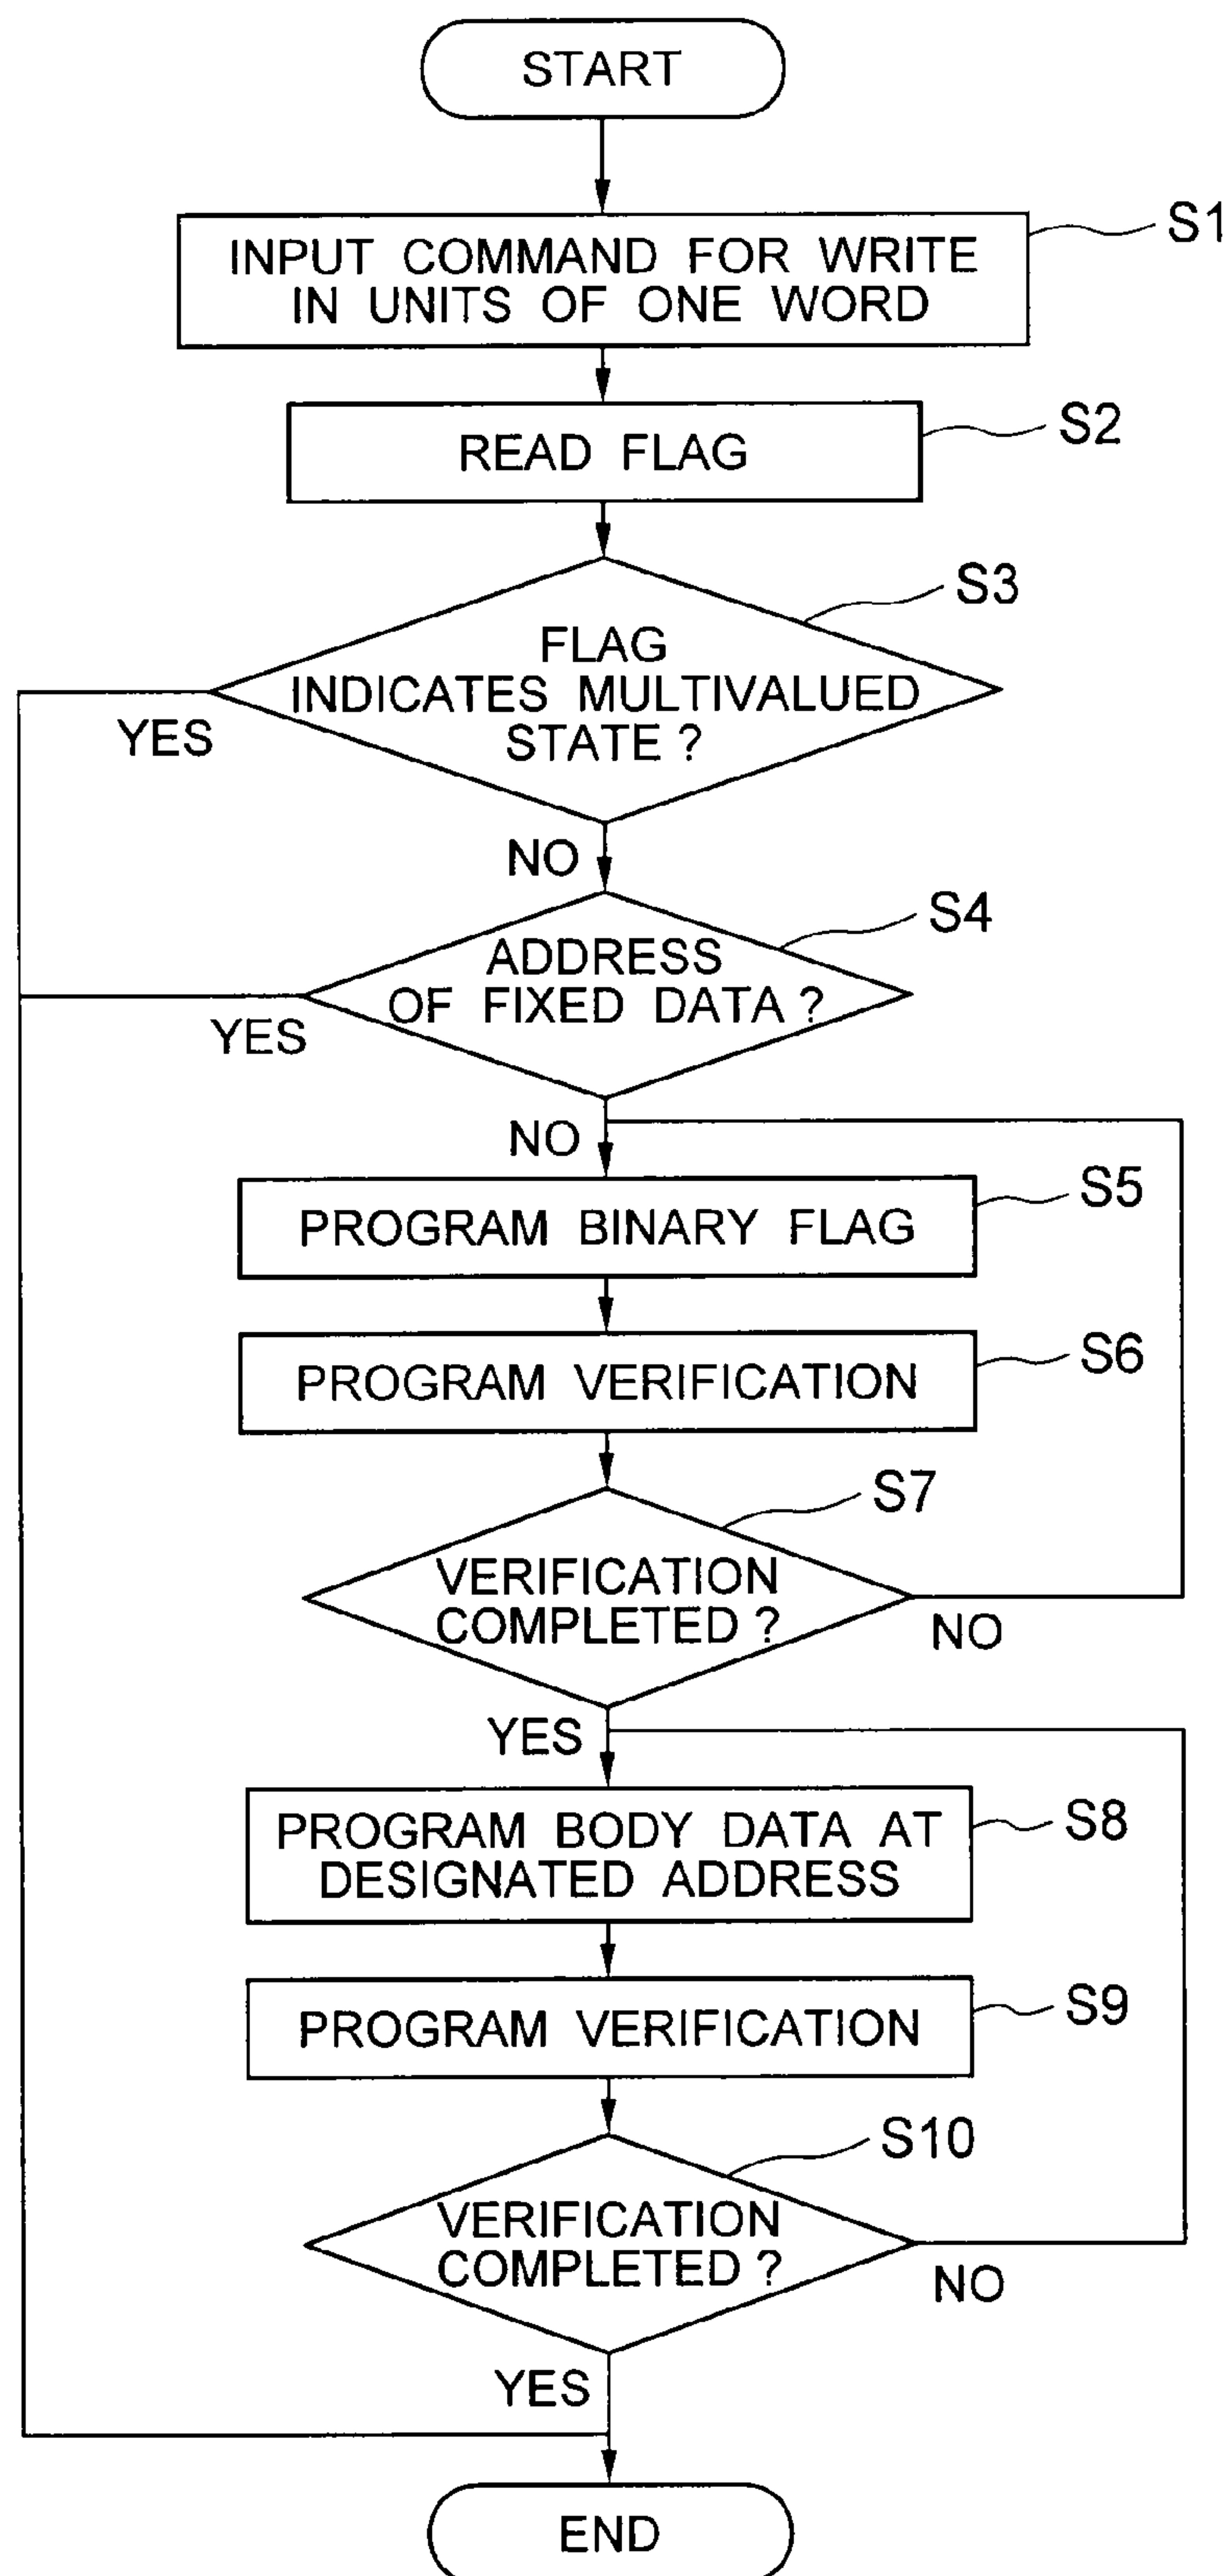 START
S1
INPUT COMMAND FOR WRITE
IN UNITS OF ONE WORD
S2
READ FLAG
S3
FLAG
INDICATES MULTIVALUED
STATE ?
YES
NO
S4
ADDRESS
OF FIXED DATA ?
YES
NO
S5
PROGRAM BINARY FLAG
S6
PROGRAM VERIFICATION
S7
VERIFICATION
COMPLETED ?
NO
YES
S8
PROGRAM BODY DATA AT
DESIGNATED ADDRESS
S9
PROGRAM VERIFICATION
S10
VERIFICATION
COMPLETED ?
NO
YES
END